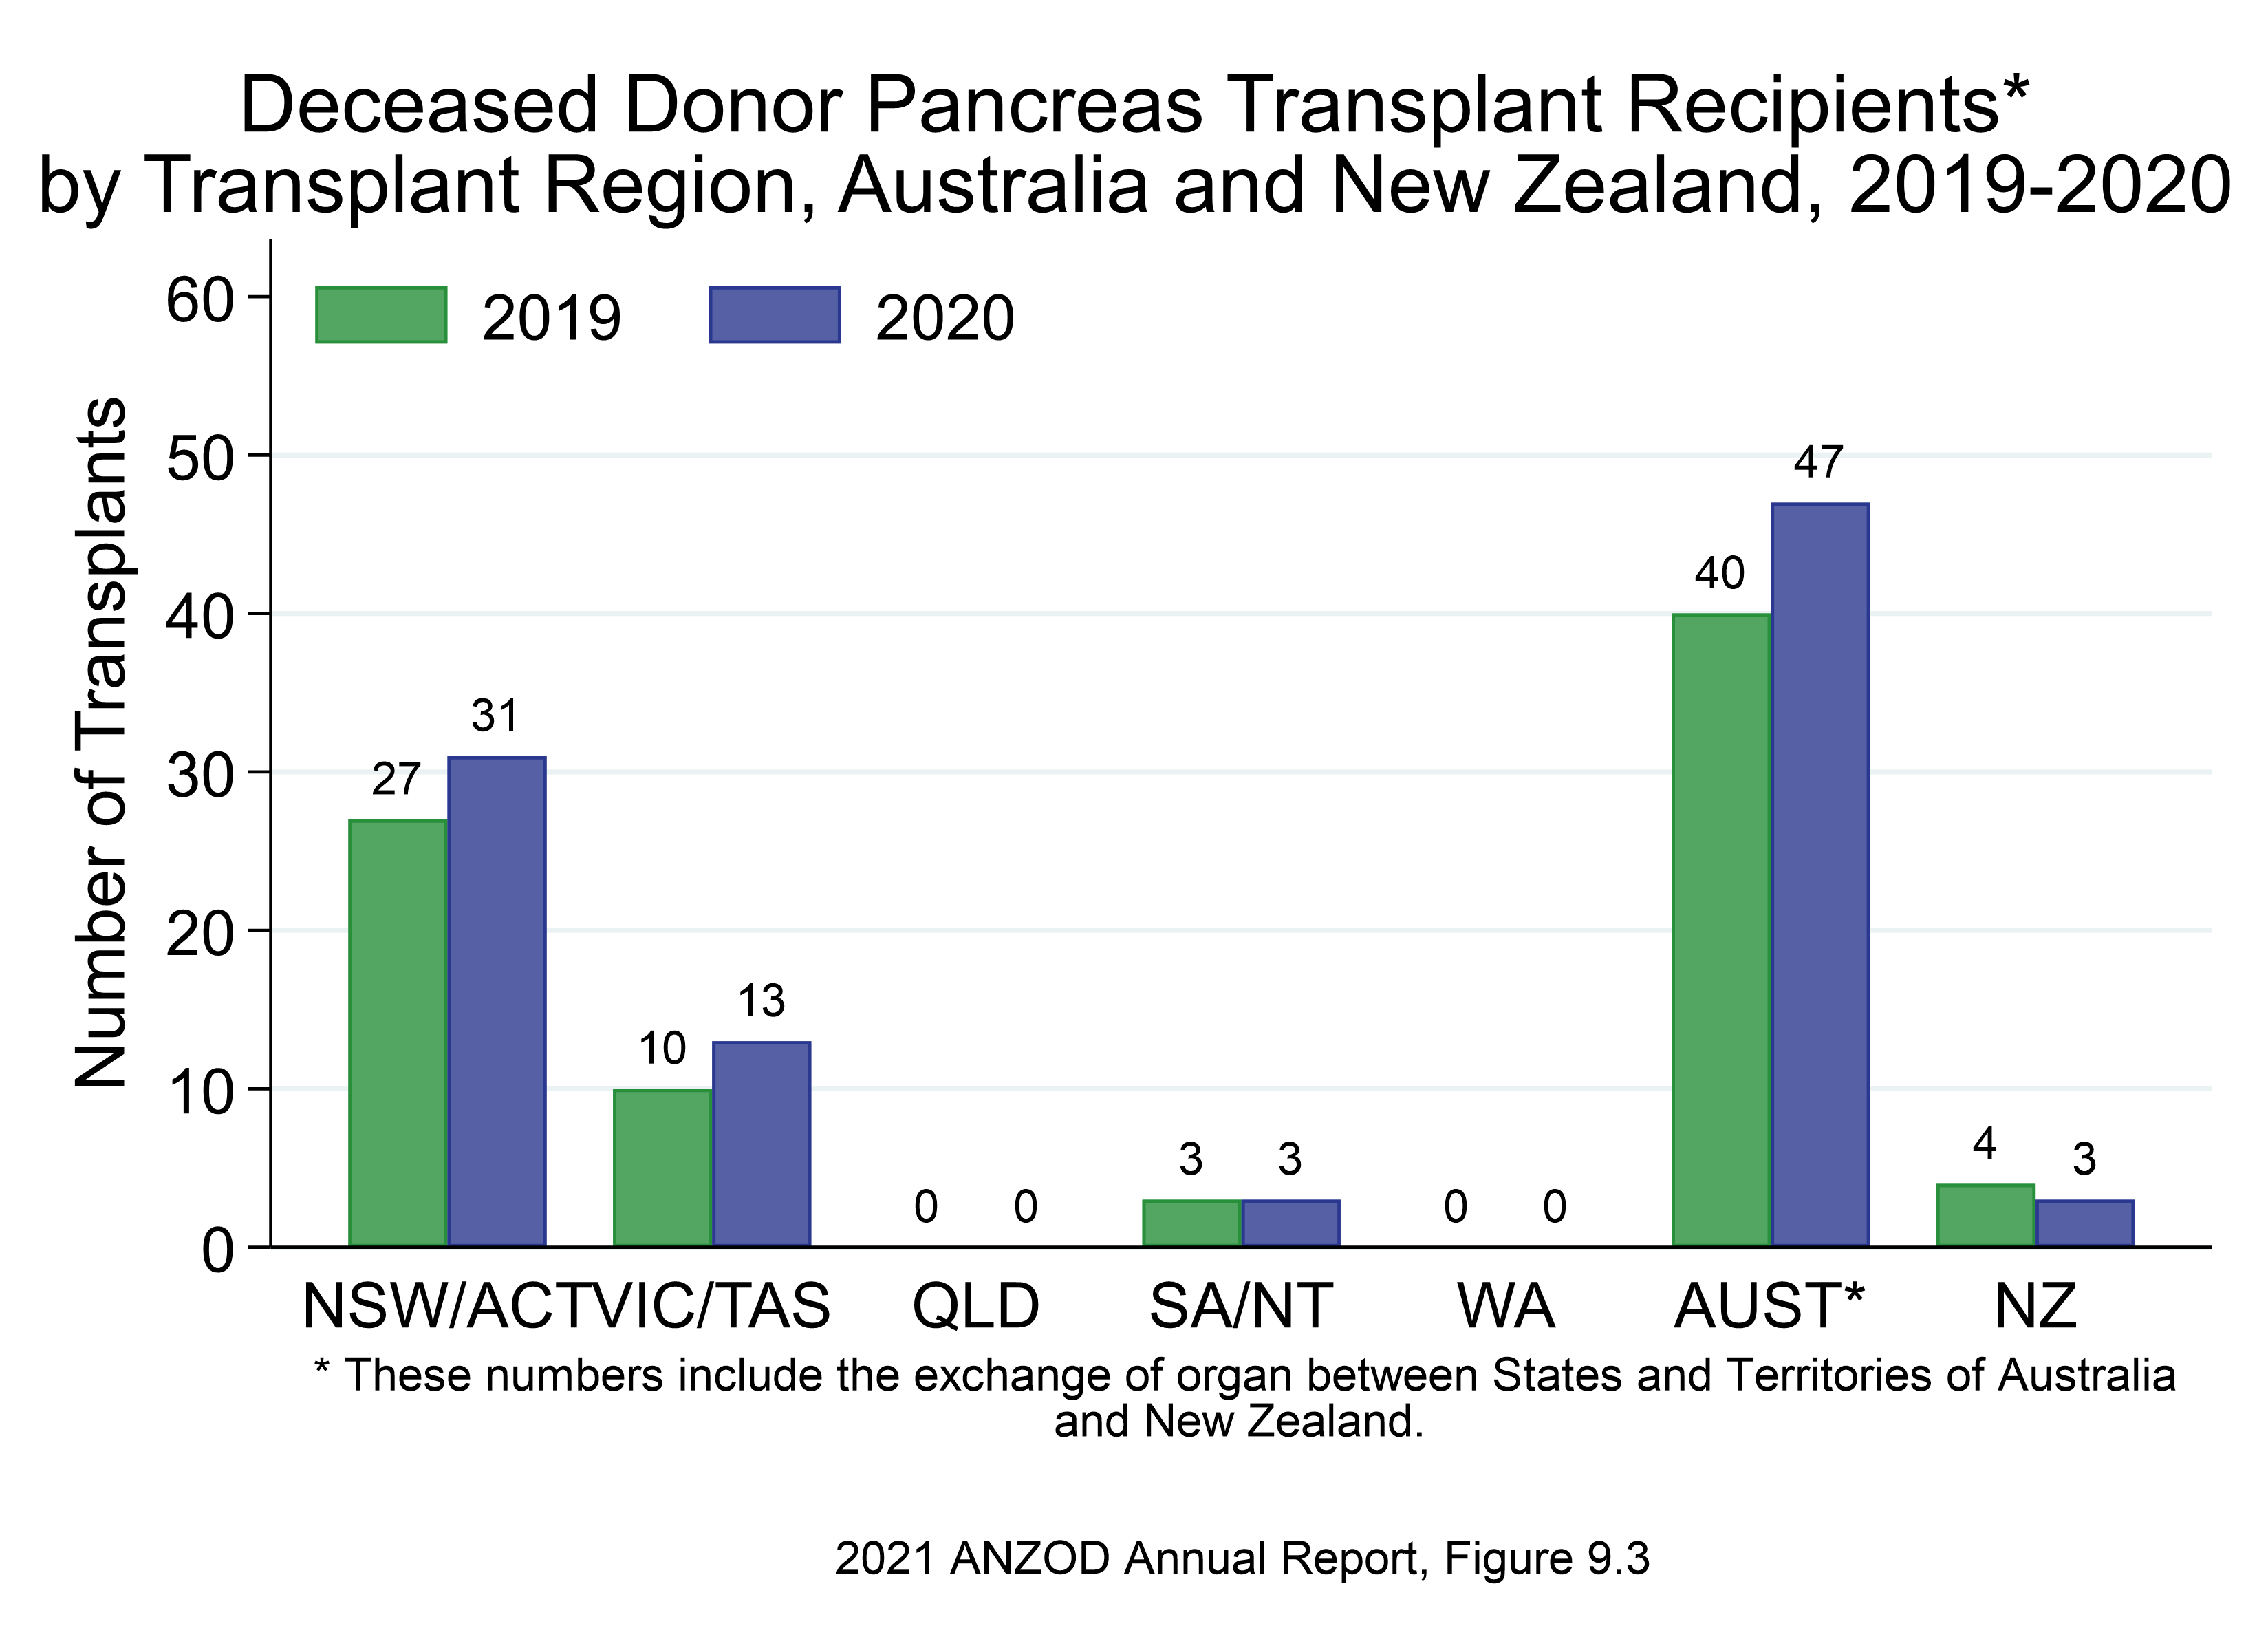 Deceased Donor Pancreas Transplant Recipients*
by Transplant Region, Australia and New Zealand, 2019-2020
2019 2020
Number of Transplants
60
50
40
30
20
10
0
27 31 10 13 0 0 3 3 0 0 40 47 4 3
NSW/ACT VIC/TAS QLD SA/NT WA AUST* NZ
* These numbers include the exchange of organ between States and Territories of Australia
and New Zealand.
2021 ANZOD Annual Report, Figure 9.3